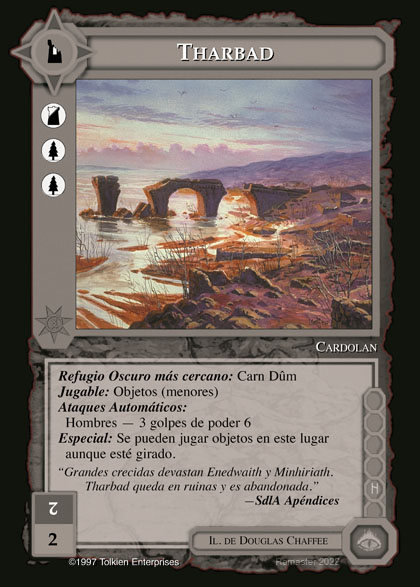 THARBAD
CARDOLAN
Refugio Oscuro más cercano: Carn Dûm
Jugable: Objetos (menores)
Ataques Automáticos:
Hombres — 3 golpes de poder 6
Especial: Se pueden jugar objetos en este lugar
aunque esté girado.
“Grandes crecidas devastan Enedwaith y Minhiriath.
Tharbad queda en ruinas y es abandonada.”
—SdlA Apéndices
H
2
2
IL. DE DOUGLAS CHAFFEE
©1997 Tolkien Enterprises
Remaster 2022